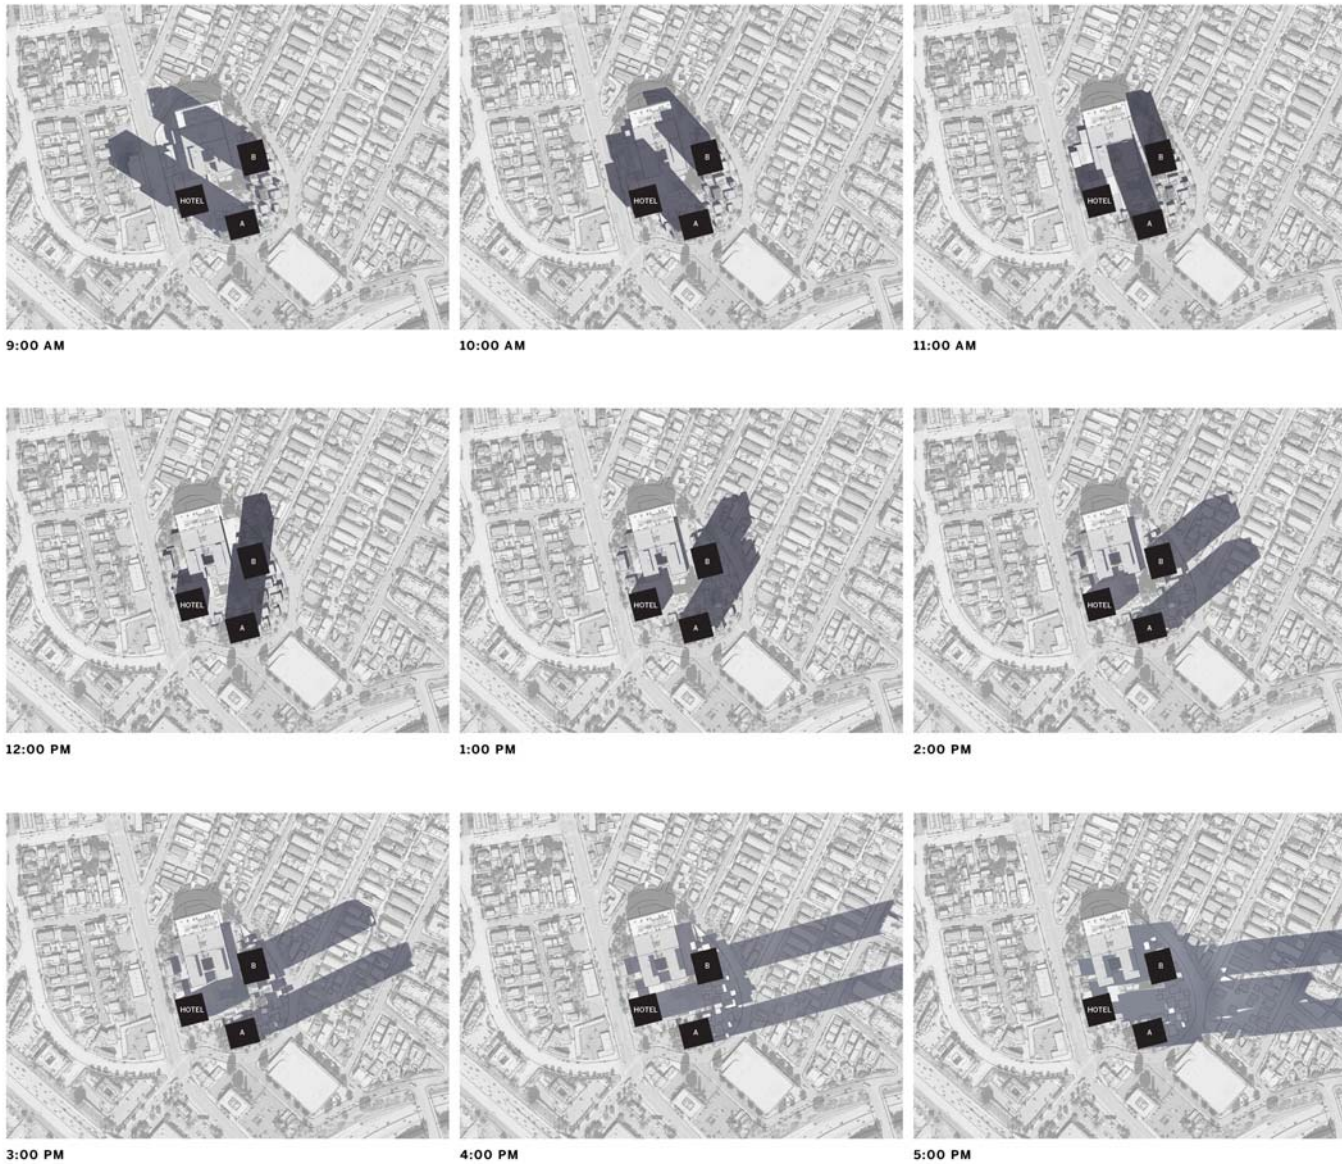 B
HOTEL
A
9:00 AM
B
HOTEL
A
10:00 AM
B
HOTEL
A
11:00 AM
B
HOTEL
A
12:00 PM
B
HOTEL
A
1:00 PM
B
HOTEL
A
2:00 PM
B
HOTEL
A
3:00 PM
B
HOTEL
A
4:00 PM
B
HOTEL
A
5:00 PM